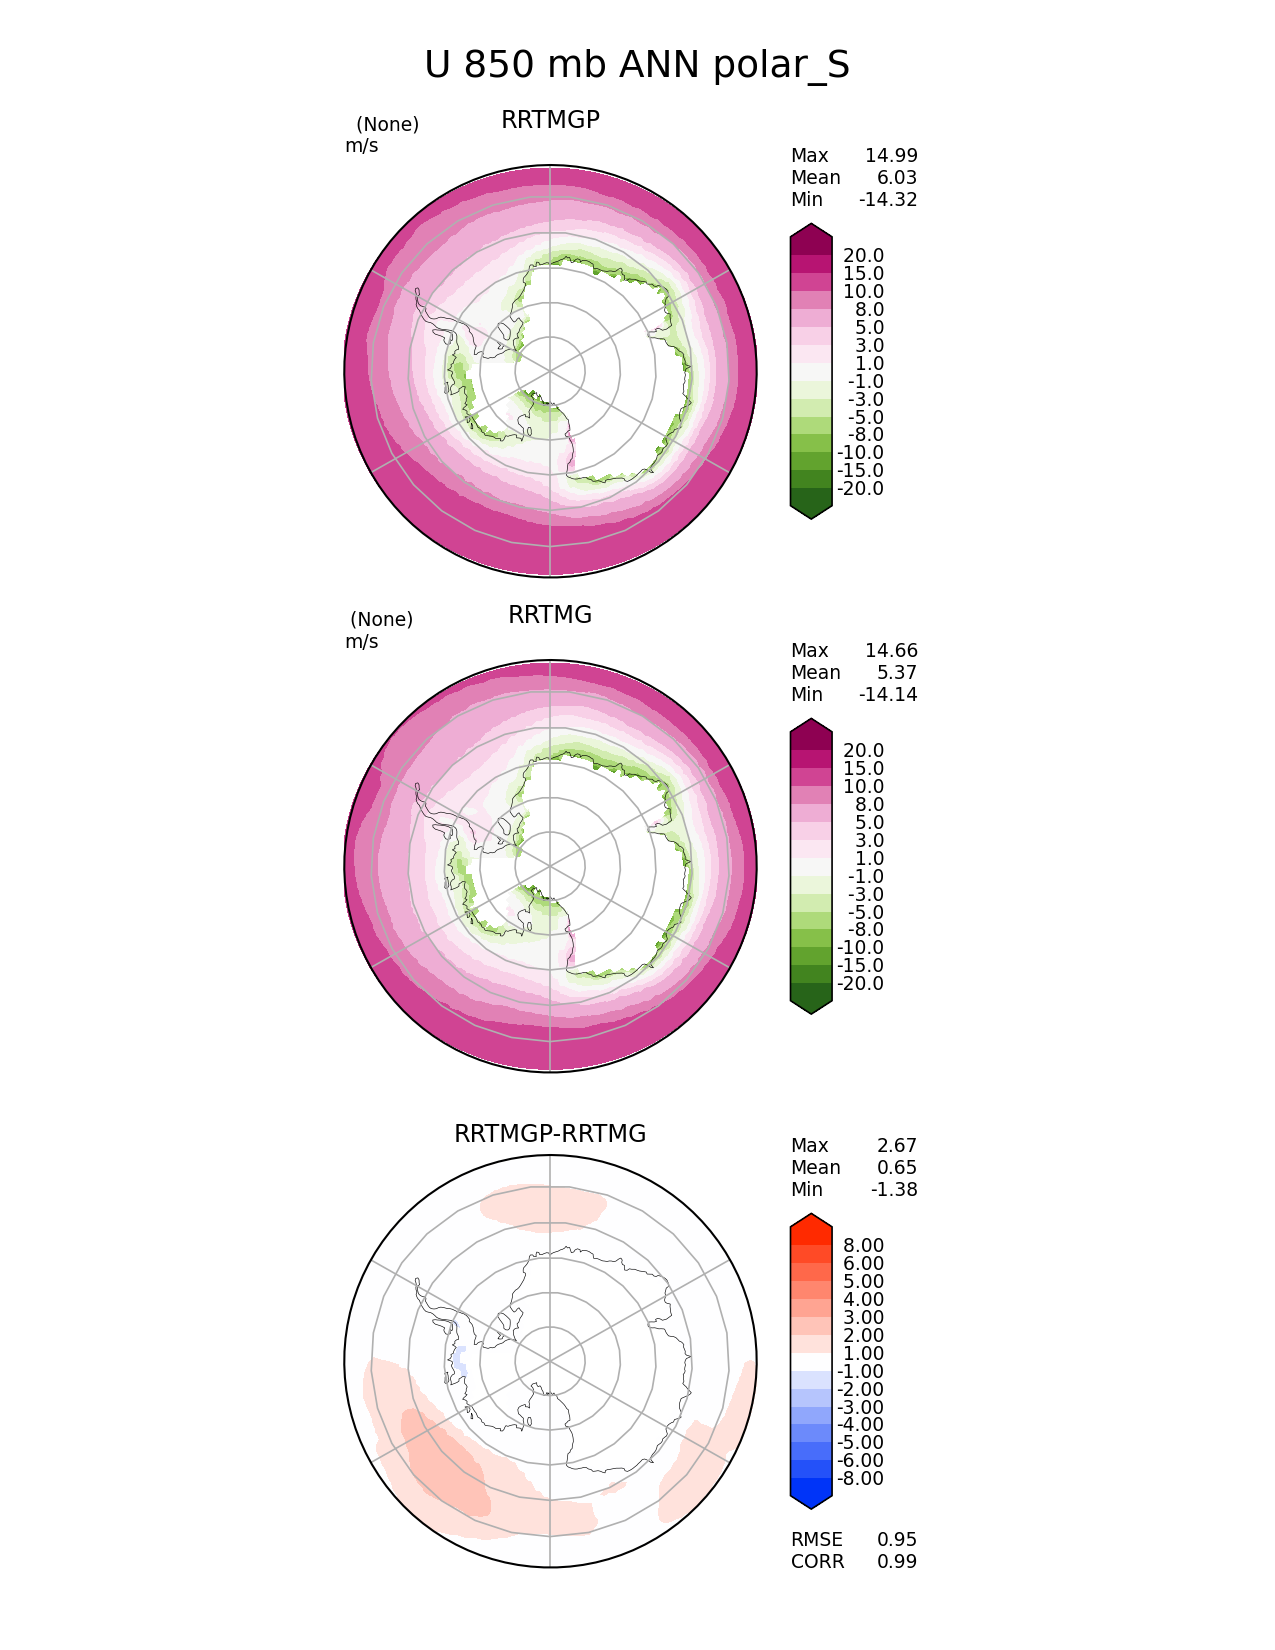 U 850 mb ANN polar_S
(None)
RRTMGP
m/s
Max 14.99
Mean 6.03
Min -14.32
20.0
15.0
10.0
8.0
5.0
3.0
1.0
-1.0
-3.0
-5.0
-8.0
-10.0
-15.0
-20.0
(None)
RRTMG
m/s
Max 14.66
Mean 5.37
Min -14.14
20.0
15.0
10.0
8.0
5.0
3.0
1.0
-1.0
-3.0
-5.0
-8.0
-10.0
-15.0
-20.0
RRTMGP-RRTMG
Max 2.67
Mean 0.65
Min -1.38
8.00
6.00
5.00
4.00
3.00
2.00
1.00
-1.00
-2.00
-3.00
-4.00
-5.00
-6.00
-8.00
RMSE 0.95
CORR 0.99